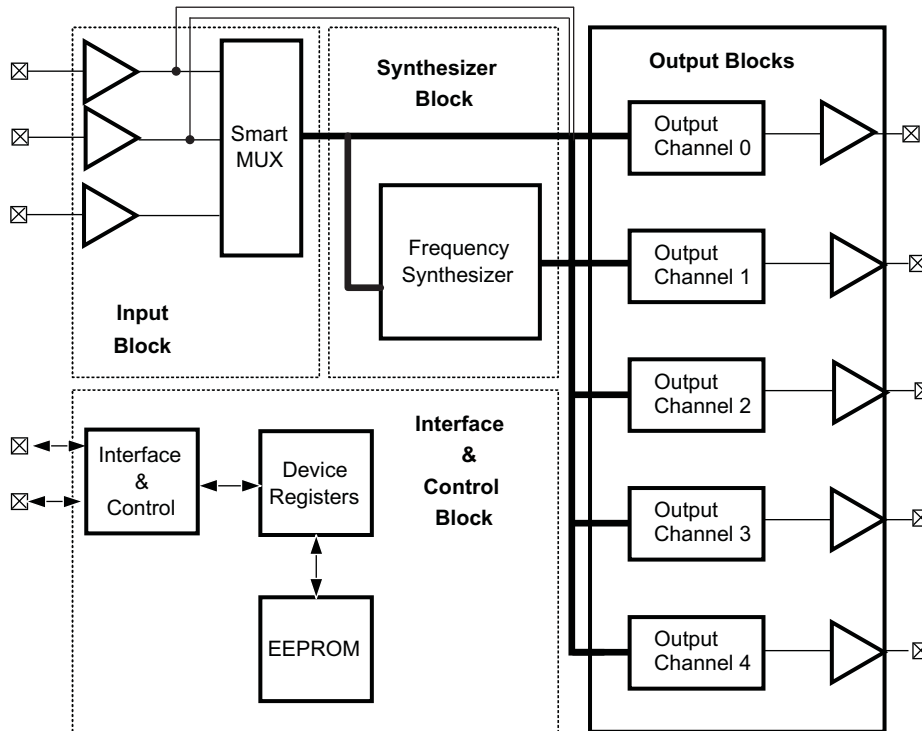 Smart
MUX
Input
Block
Synthesizer
Block
Frequency
Synthesizer
Output Blocks
Output
Channel 0
Output
Channel 1
Output
Channel 2
Output
Channel 3
Output
Channel 4
Interface
&
Control
Device
Registers
EEPROM
Interface
&
Control
Block